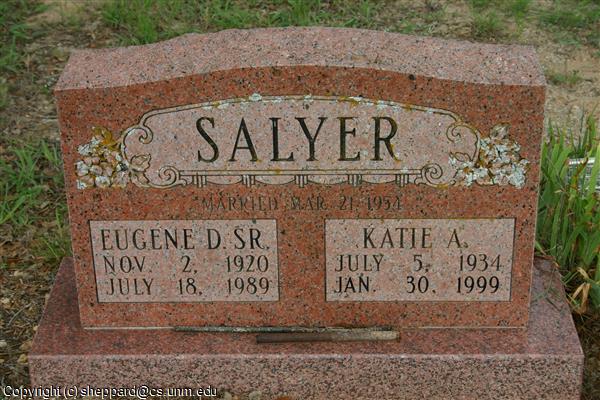 SALYER
MARRIED MAR. 21, 1954
EUGENE D. SR.
NOV. 2, 1920
JULY 18, 1989
KATIE A.
JULY 5, 1934
JAN. 30, 1999
Copyright (c) sheppard@cs.unm.edu